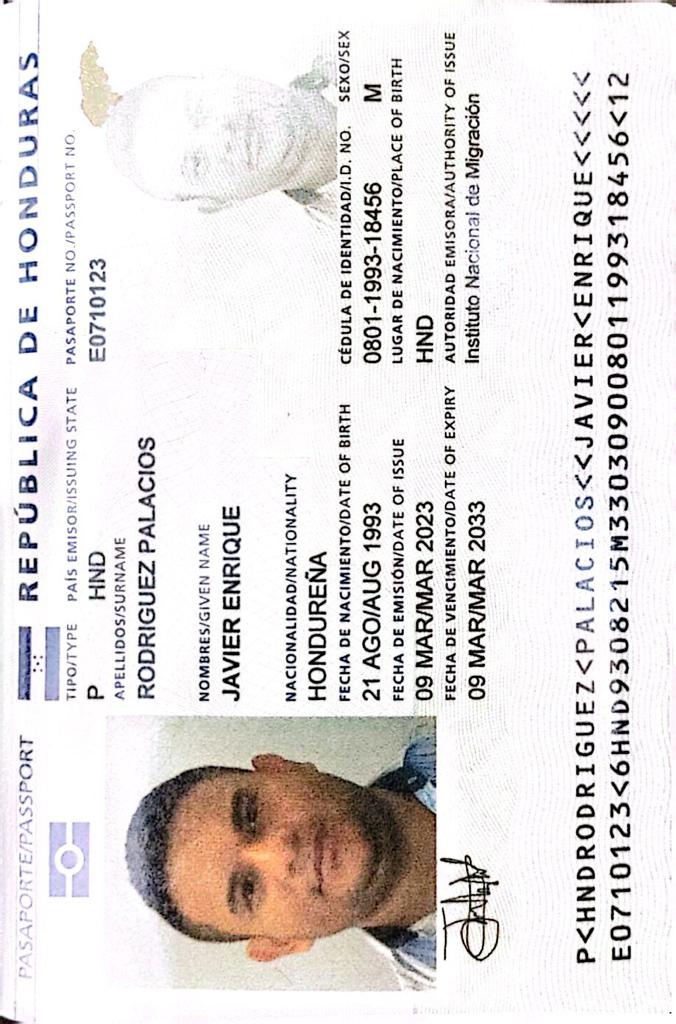 PASAPORTE/PASSPORT
REPÚBLICA DE HONDURAS
TIPO/TYPE PAÍS EMISOR/ISSUING STATE PASAPORTE NO./PASSPORT NO.
P HND E0710123
APELLIDOS/SURNAME
RODRIGUEZ PALACIOS
NOMBRES/GIVEN NAME
JAVIER ENRIQUE
NACIONALIDAD/NATIONALITY
HONDUREÑA
FECHA DE NACIMIENTO/DATE OF BIRTH CÉDULA DE IDENTIDAD/I.D. NO. SEXO/SEX
21 AGO/AUG 1993 0801-1993-18456 M
FECHA DE EMISIÓN/DATE OF ISSUE LUGAR DE NACIMIENTO/PLACE OF BIRTH
09 MAR/MAR 2023 HND
FECHA DE VENCIMIENTO/DATE OF EXPIRY AUTORIDAD EMISORA/AUTHORITY OF ISSUE
09 MAR/MAR 2033 Instituto Nacional de Migración
P<HNDRODRIGUEZ<PALACIOS<<JAVIER<ENRIQUE<<<<<
E0710123<6HND9308215M33030900801199318456<12